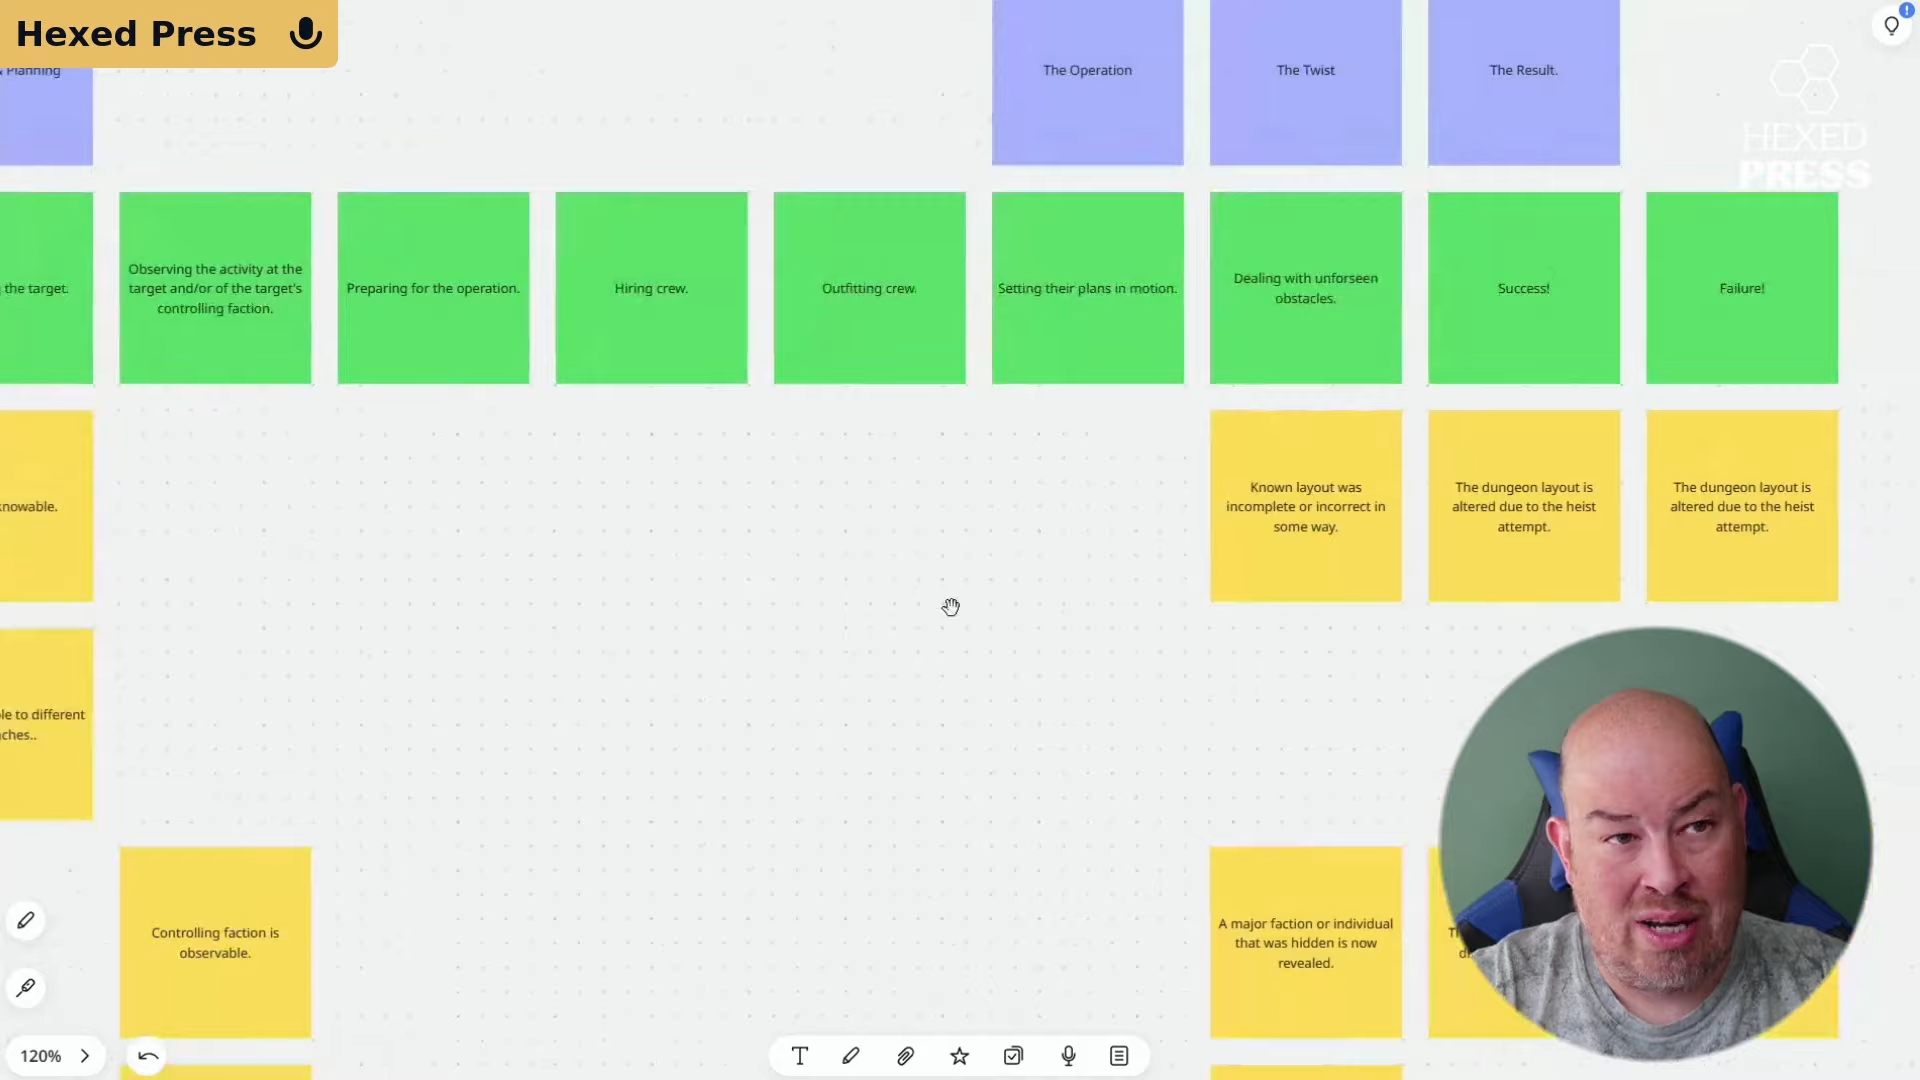 Hexed Press
& Planning
The Operation
The Twist
The Result.
HEXED
PRESS
the target.
Observing the activity at the
target and/or of the target's
controlling faction.
Preparing for the operation.
Hiring crew.
Outfitting crew.
Setting their plans in motion.
Dealing with unforseen
obstacles.
Success!
Failure!
knowable.
Known layout was
incomplete or incorrect in
some way.
The dungeon layout is
altered due to the heist
attempt.
The dungeon layout is
altered due to the heist
attempt.
to different
Controlling faction is
observable.
A major faction or individual
that was hidden is now
revealed.
120%